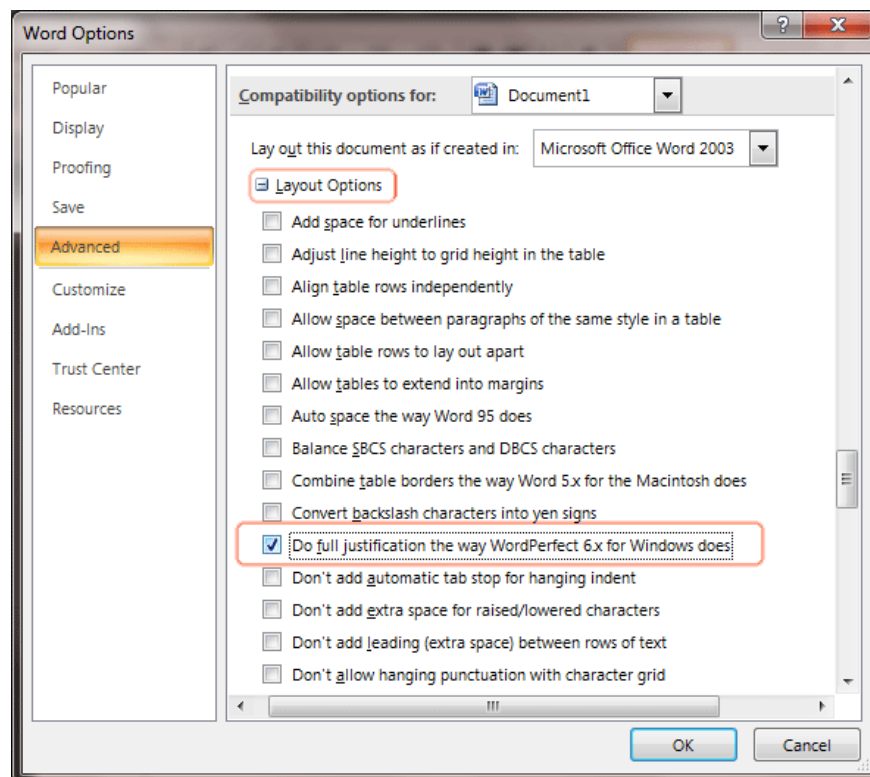 Word Options
?
X
Popular
Display
Proofing
Save
Advanced
Customize
Add-Ins
Trust Center
Resources
Compatibility options for: Document1
Lay out this document as if created in: Microsoft Office Word 2003
Layout Options
Add space for underlines
Adjust line height to grid height in the table
Align table rows independently
Allow space between paragraphs of the same style in a table
Allow table rows to lay out apart
Allow tables to extend into margins
Auto space the way Word 95 does
Balance SBCS characters and DBCS characters
Combine table borders the way Word 5.x for the Macintosh does
Convert backslash characters into yen signs
Do full justification the way WordPerfect 6.x for Windows does
Don't add automatic tab stop for hanging indent
Don't add extra space for raised/lowered characters
Don't add leading (extra space) between rows of text
Don't allow hanging punctuation with character grid
OK Cancel